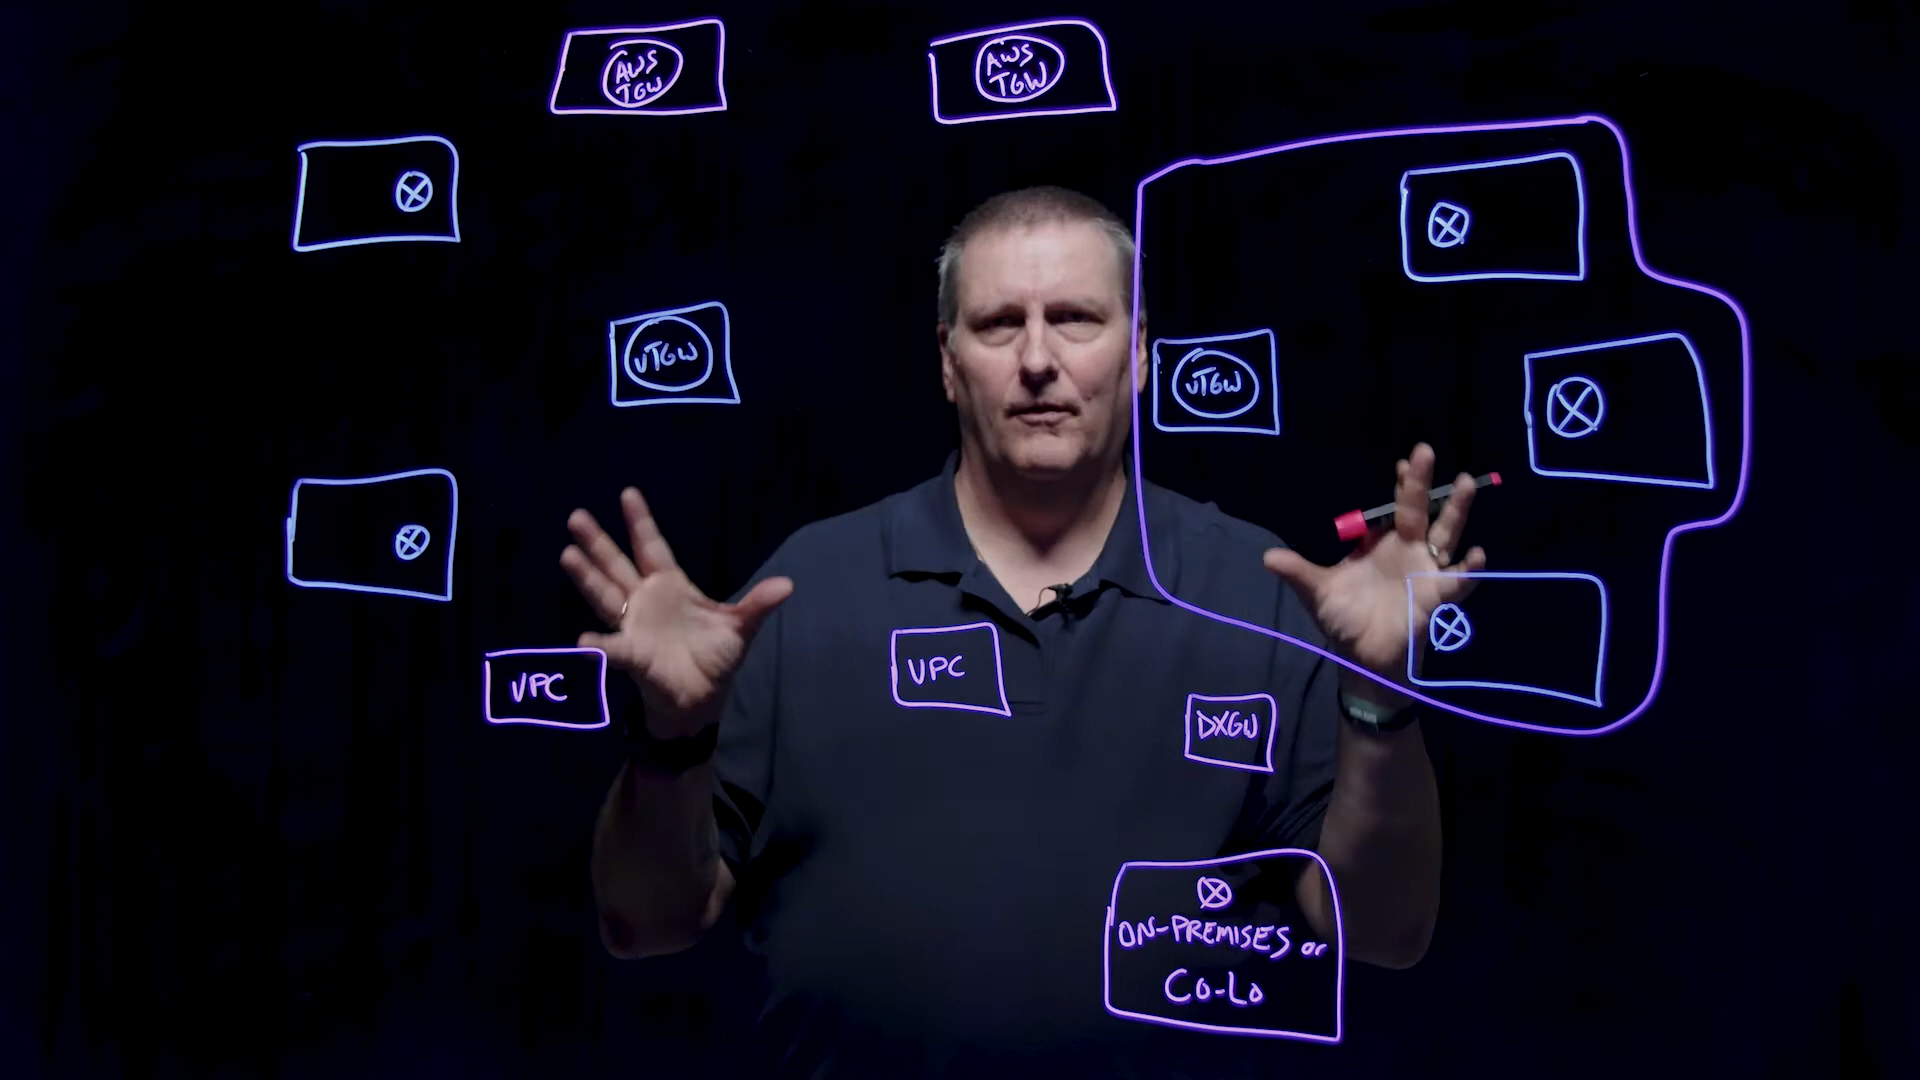 AWS
TGW
AWS
TGW
vTGW
vTGW
VPC
VPC
DXGW
ON-PREMISES or
Co-Lo